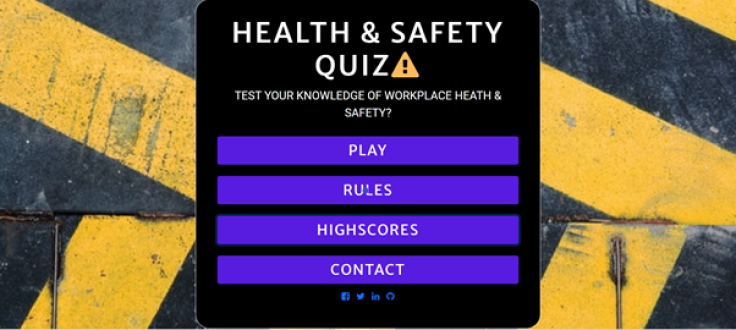 HEALTH & SAFETY
QUIZ⚠
TEST YOUR KNOWLEDGE OF WORKPLACE HEATH &
SAFETY?
PLAY
RULES
HIGHSCORES
CONTACT